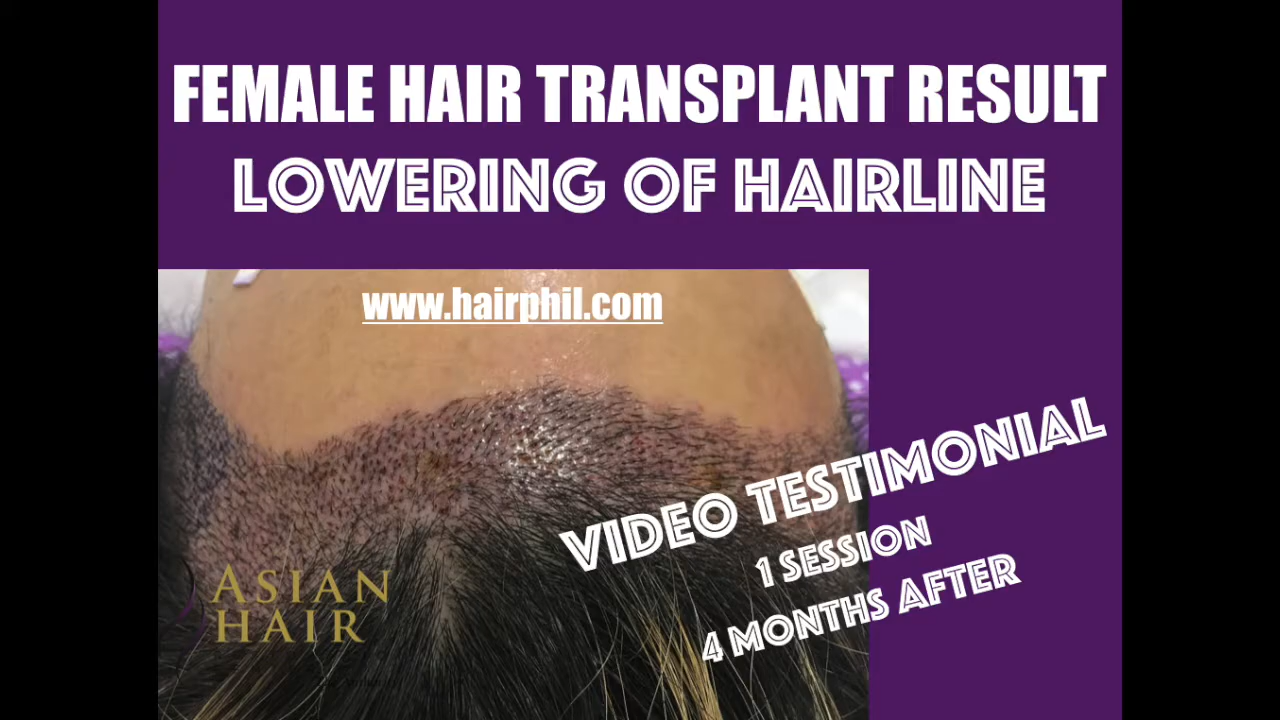 FEMALE HAIR TRANSPLANT RESULT
LOWERING OF HAIRLINE
www.hairphil.com
VIDEO TESTIMONIAL
1 SESSION
4 MONTHS AFTER
ASIAN
HAIR